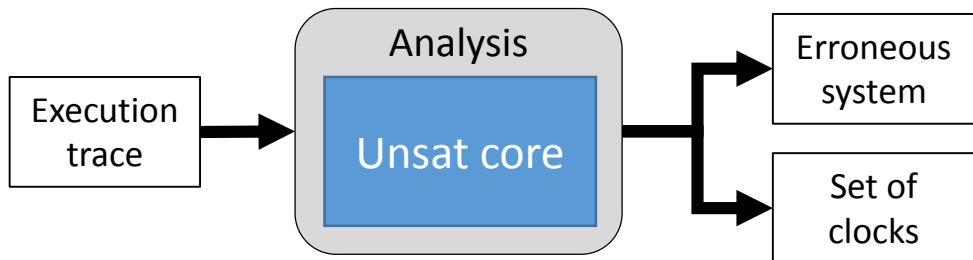 Execution
trace
Analysis
Unsat core
Erroneous
system
Set of
clocks